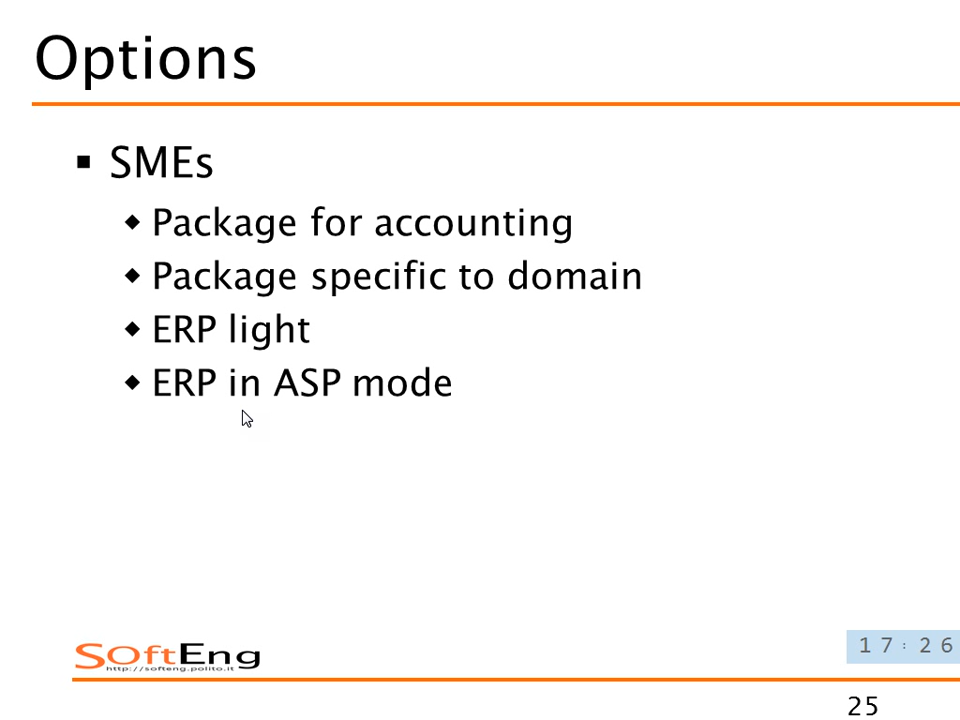 Options
SMEs
Package for accounting
Package specific to domain
ERP light
ERP in ASP mode
SOftEng
http://softeng.polito.it
17:26
25